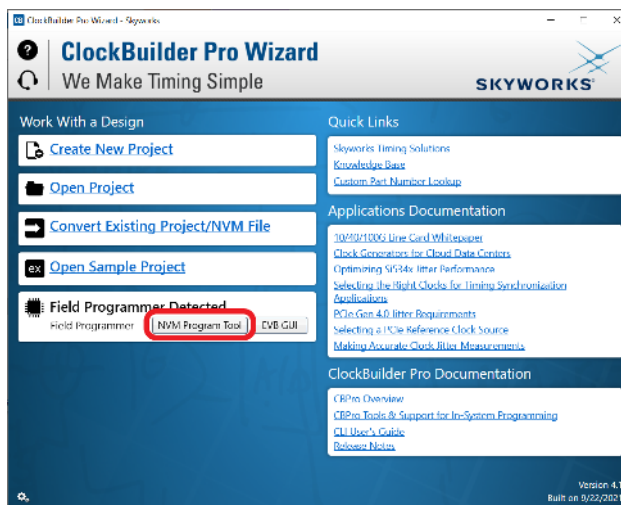 CB ClockBuilder Pro Wizard - Skyworks
ClockBuilder Pro Wizard
We Make Timing Simple
SKYWORKS
Work With a Design
Create New Project
Open Project
Convert Existing Project/NVM File
ex Open Sample Project
Field Programmer Detected
Field Programmer NVM Program Tool EVB GUI
Quick Links
Skyworks Timing Solutions
Knowledge Base
Custom Part Number Lookup
Applications Documentation
10/40/100G Line Card Whitepaper
Clock Generators for Cloud Data Centers
Optimizing Si534x Jitter Performance
Selecting the Right Clocks for Timing Synchronization
Applications
PCIe Gen 4.0 Jitter Requirements
Selecting a PCIe Reference Clock Source
Making Accurate Clock Jitter Measurements
ClockBuilder Pro Documentation
CBPro Overview
CBPro Tools & Support for In-System Programming
CLI User's Guide
Release Notes
Version 4.1
Built on 9/22/2021